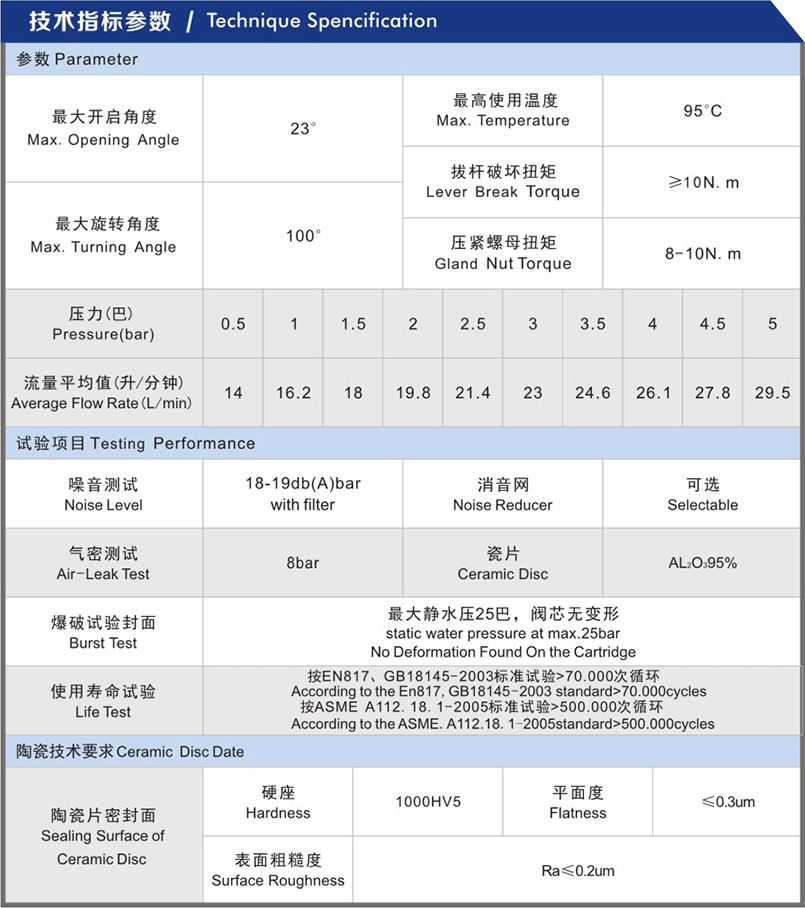 技术指标参数 / Technique Spencification
参数 Parameter
最大开启角度
Max. Opening Angle
23°
最高使用温度
Max. Temperature
95°C
拔杆破坏扭矩
Lever Break Torque
≥10N. m
最大旋转角度
Max. Turning Angle
100°
压紧螺母扭矩
Gland Nut Torque
8-10N. m
压力(巴)
Pressure(bar)
0.5 1 1.5 2 2.5 3 3.5 4 4.5 5
流量平均值(升/分钟)
Average Flow Rate(L/min)
14 16.2 18 19.8 21.4 23 24.6 26.1 27.8 29.5
试验项目 Testing Performance
噪音测试
Noise Level
18-19db(A)bar
with filter
消音网
Noise Reducer
可选
Selectable
气密测试
Air-Leak Test
8bar
瓷片
Ceramic Disc
AL₂O₃95%
爆破试验封面
Burst Test
最大静水压25巴，阀芯无变形
static water pressure at max.25bar
No Deformation Found On the Cartridge
使用寿命试验
Life Test
按EN817、GB18145-2003标准试验>70.000次循环
According to the En817, GB18145-2003 standard>70.000cycles
按ASME A112. 18. 1-2005标准试验>500.000次循环
According to the ASME. A112.18. 1-2005standard>500.000cycles
陶瓷技术要求 Ceramic Disc Date
陶瓷片密封面
Sealing Surface of
Ceramic Disc
硬座
Hardness
1000HV5
平面度
Flatness
≤0.3um
表面粗糙度
Surface Roughness
Ra≤0.2um